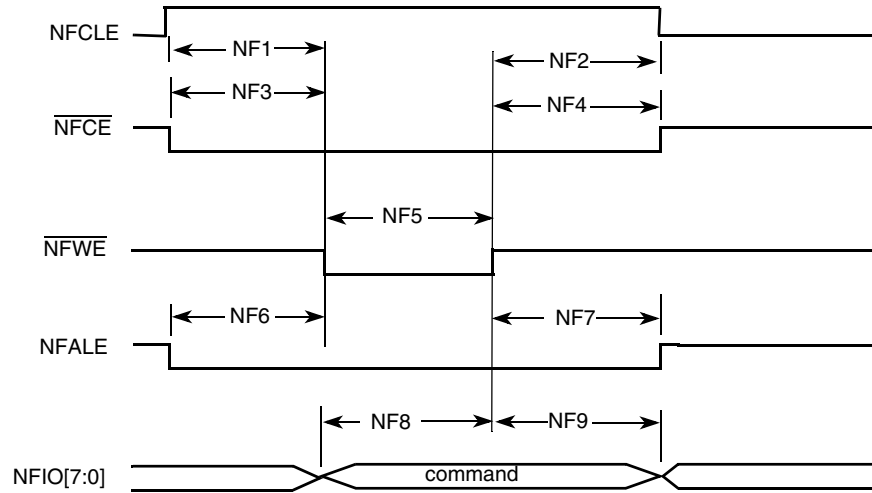 NFCLE
NF1
NF2
NF3
NF4
NFCE
NF5
NFWE
NF6
NF7
NFALE
NF8
NF9
NFIO[7:0]
command